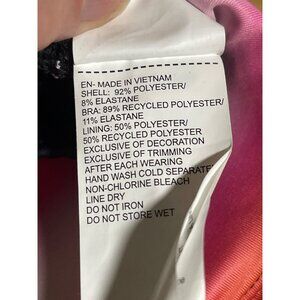 EN- MADE IN VIETNAM
SHELL: 92% POLYESTER/
8% ELASTANE
BRA: 89% RECYCLED POLYESTER/
11% ELASTANE
LINING: 50% POLYESTER/
50% RECYCLED POLYESTER
EXCLUSIVE OF DECORATION
EXCLUSIVE OF TRIMMING
AFTER EACH WEARING
HAND WASH COLD SEPARATE
NON-CHLORINE BLEACH
LINE DRY
DO NOT IRON
DO NOT STORE WET